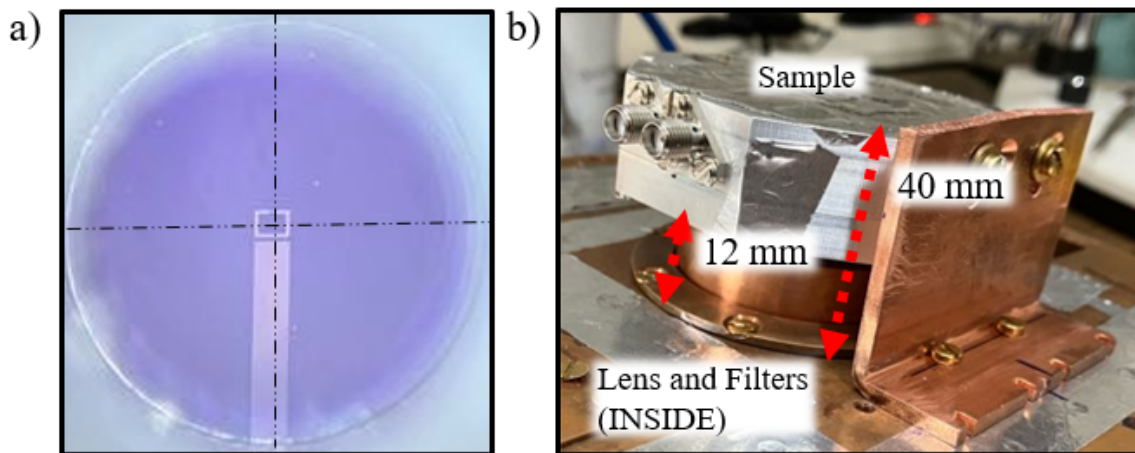 a)
b)
Sample
40 mm
12 mm
Lens and Filters
(INSIDE)